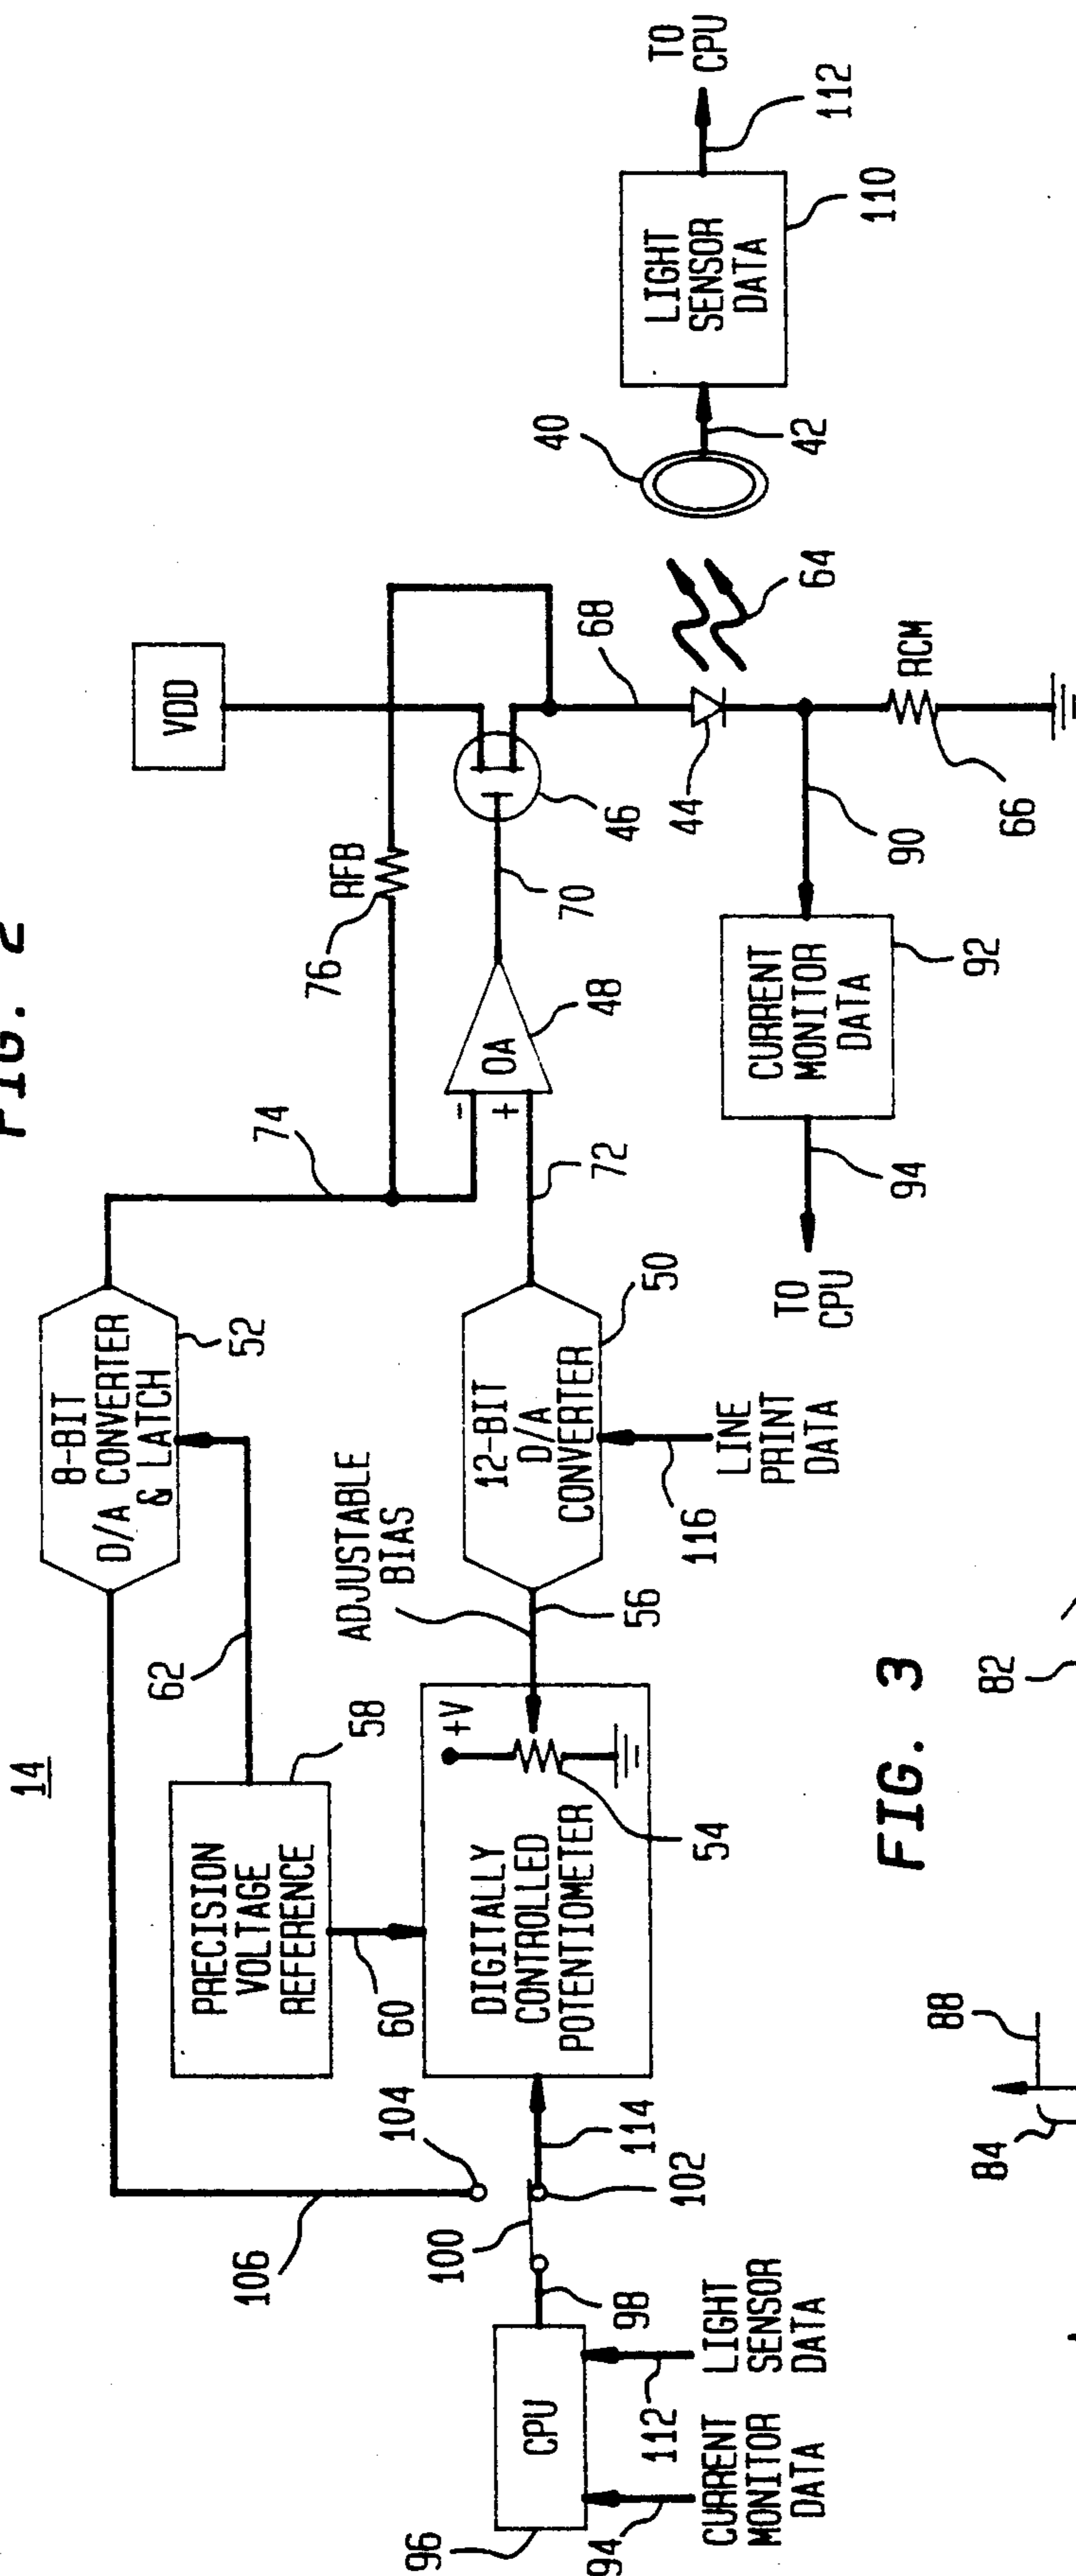 FIG. 2
14
8-BIT
D/A CONVERTER
& LATCH
52
74
VDD
62
PRECISION
VOLTAGE
REFERENCE
58
76
RFB
106
104
60
ADJUSTABLE
BIAS
-
+
OA
48
70
46
68
40
TO
CPU
112
LIGHT
SENSOR
DATA
110
42
64
96
CPU
98
100
102
114
DIGITALLY
CONTROLLED
POTENTIOMETER
+V
54
56
12-BIT
D/A
CONVERTER
50
72
44
RCM
66
90
CURRENT
MONITOR
DATA
92
94
TO
CPU
116
LINE
PRINT
DATA
94
CURRENT
MONITOR
DATA
112
LIGHT
SENSOR
DATA
FIG. 3
84
88
82